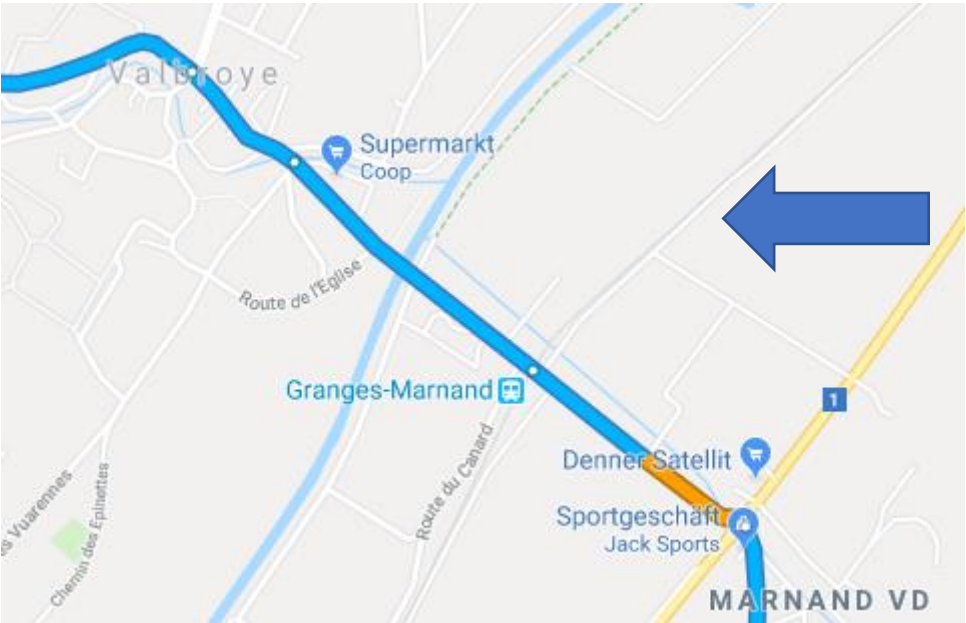 Valbroye
Supermarkt
Coop
Route de l'Eglise
Granges-Marnand
1
Denner Satellit
Route du Canard
Sportgeschäft
Jack Sports
s Vuarennes
Chemin des Epinettes
MARNAND VD